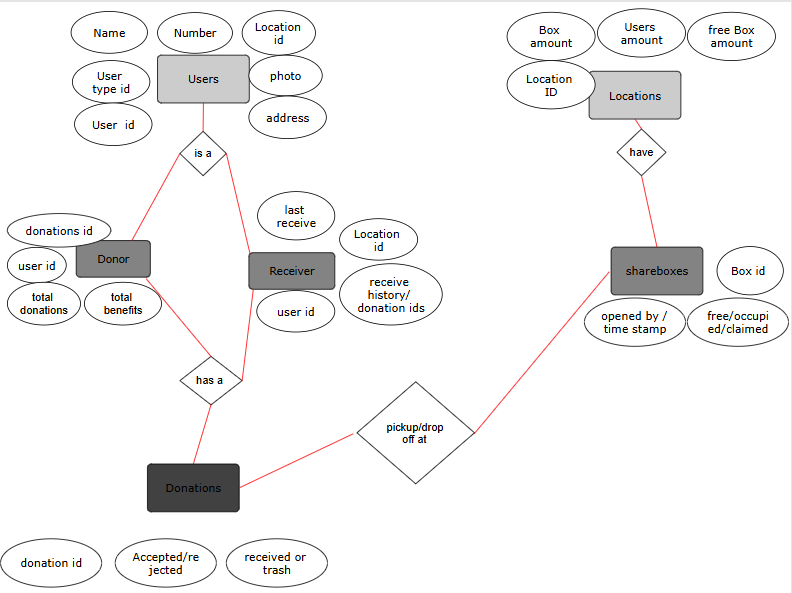 Name
Number
Location
id
Box
amount
Users
amount
free Box
amount
User
type id
Users
photo
Location
ID
Locations
User  id
address
is a
have
last
receive
donations id
Location
id
user id
Donor
Receiver
shareboxes
Box id
total
donations
total
benefits
user id
receive
history/
donation ids
opened by /
time stamp
free/occupi
ed/claimed
has a
pickup/drop
off at
Donations
donation id
Accepted/re
jected
received or
trash